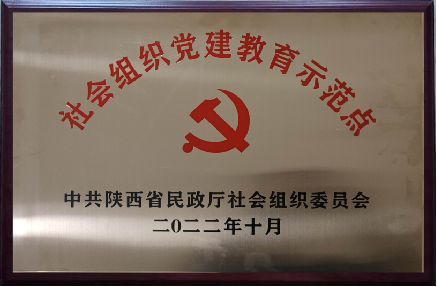 社会组织党建教育示范点
中共陕西省民政厅社会组织委员会
二〇二二年十月